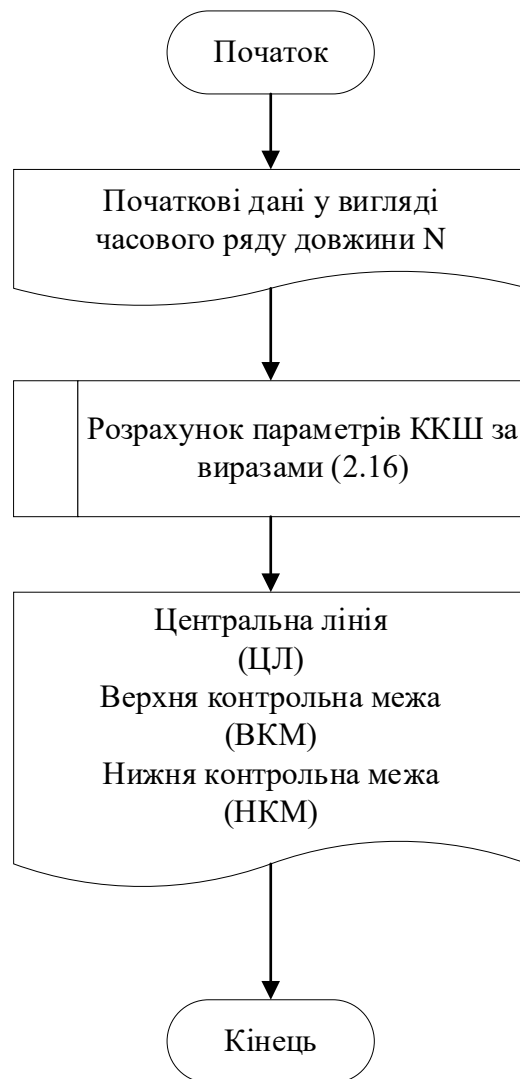 Початок
Початкові дані у вигляді
часового ряду довжини N
Розрахунок параметрів ККШ за
виразами (2.16)
Центральна лінія
(ЦЛ)
Верхня контрольна межа
(ВКМ)
Нижня контрольна межа
(НКМ)
Кінець